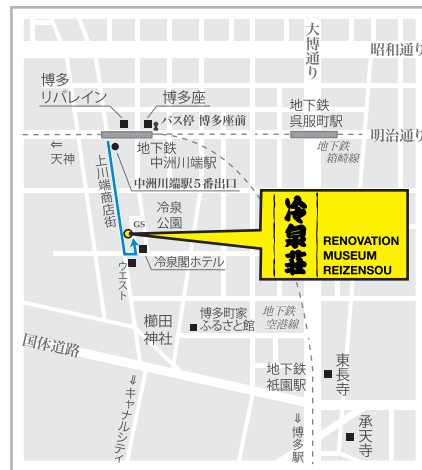 大博通り
昭和通り
博多
リバレイン
博多座
バス停 博多座前
地下鉄
呉服町駅
明治通り
⇐
天神
地下鉄
中洲川端駅
地下鉄
箱崎線
中洲川端駅5番出口
上川端商店街
冷泉
公園
GS
冷泉荘
RENOVATION
MUSEUM
REIZENSOU
冷泉閣ホテル
ウエスト
櫛田
神社
博多町家
ふるさと館
地下鉄
空港線
国体道路
地下鉄
祇園駅
東長寺
⇓キャナルシティ
⇓博多駅
承天寺